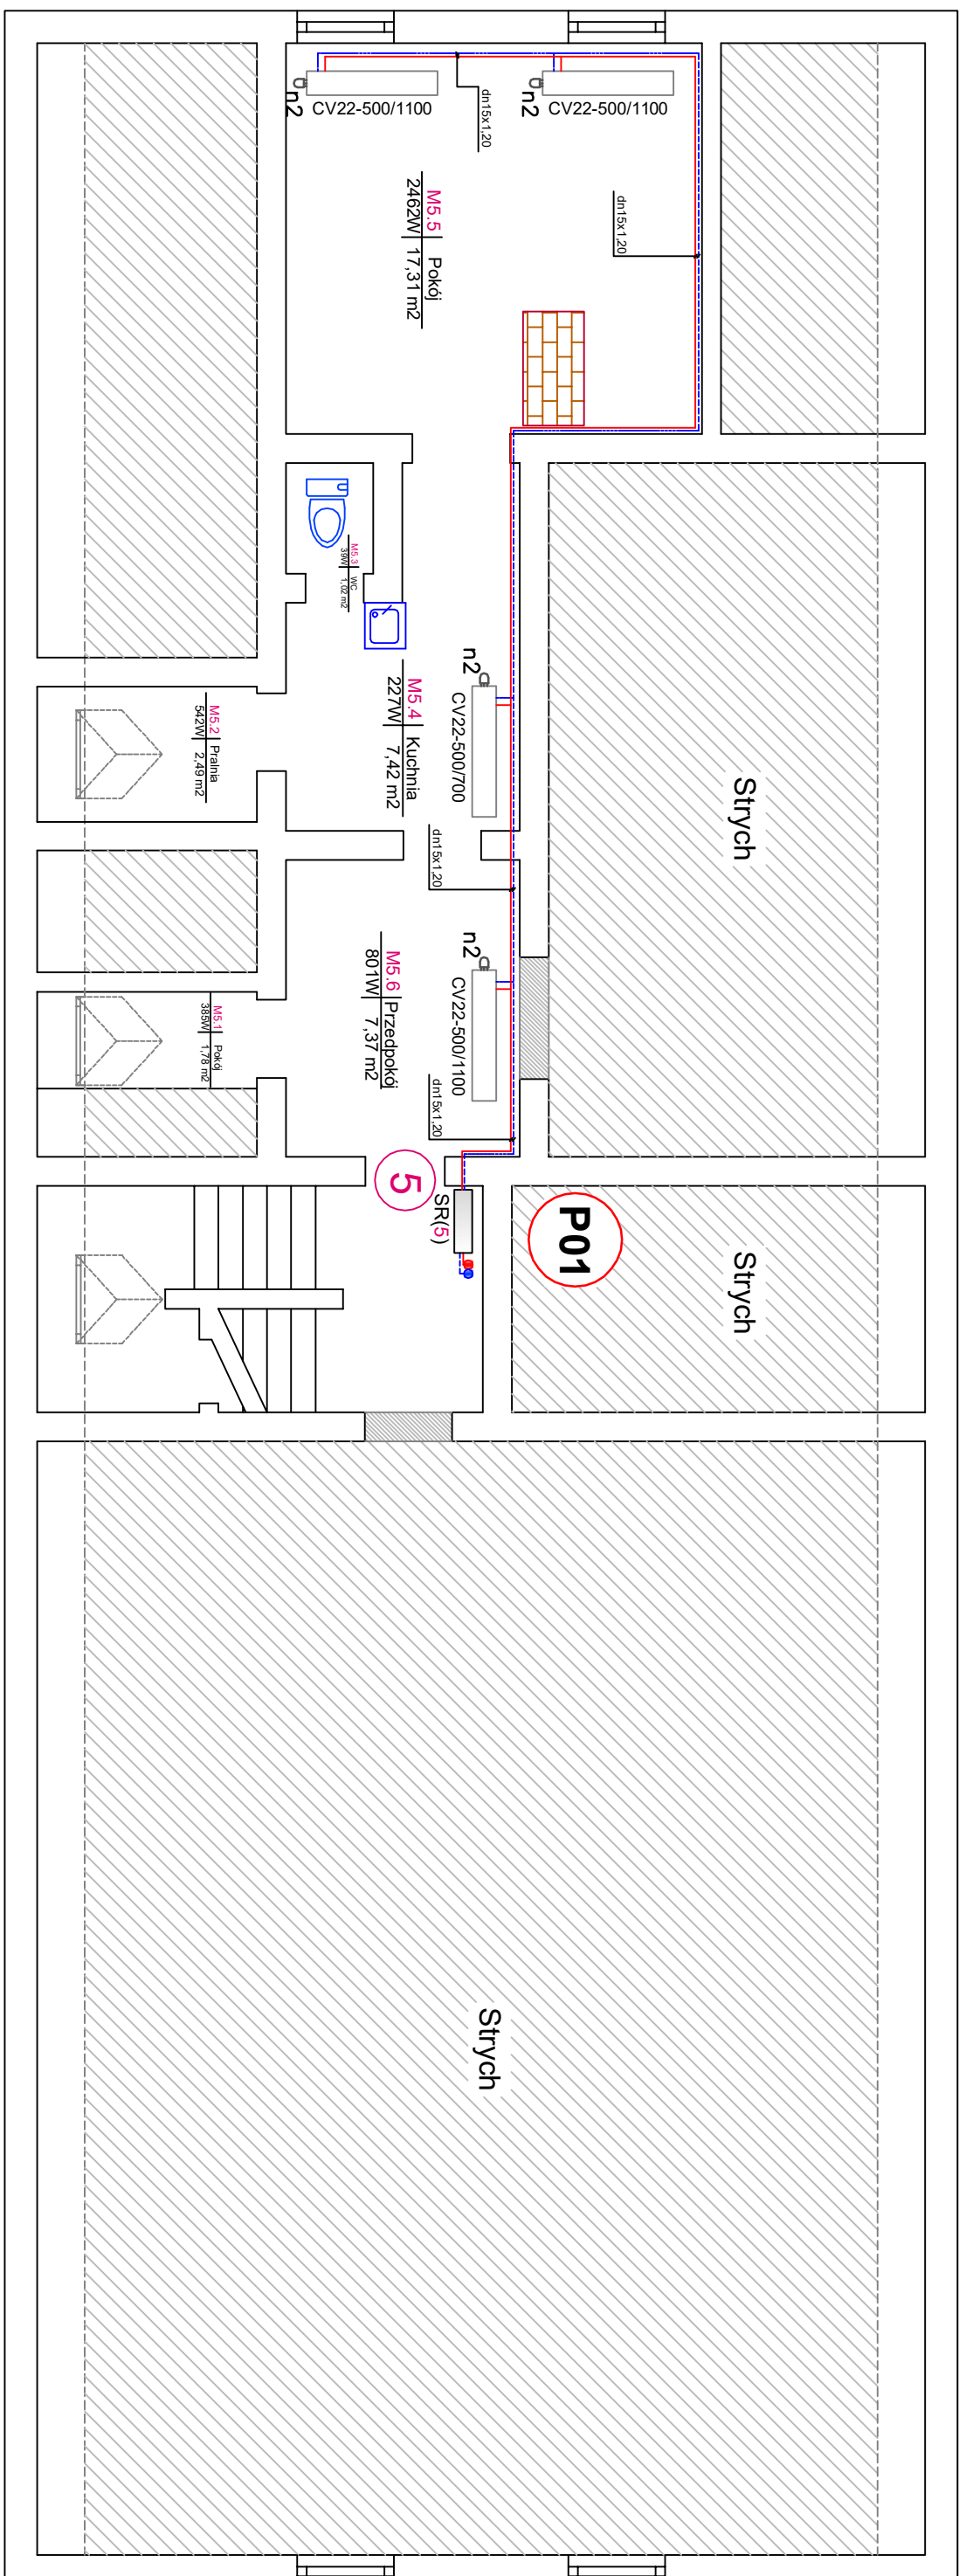 n2
CV22-500/1100
n2
CV22-500/1100
dn15x1,20
dn15x1,20
M5.5 Pokój
2462W 17,31 m2
M5.3 WC
39W 1,02 m2
n2
CV22-500/700
M5.4 Kuchnia
227W 7,42 m2
M5.2 Pralnia
542W 2,49 m2
Strych
dn15x1,20
n2
CV22-500/1100
M5.6 Przedpokój
801W 7,37 m2
M5.1 Pokój
385W 1,78 m2
dn15x1,20
5
SR(5)
P01
Strych
Strych